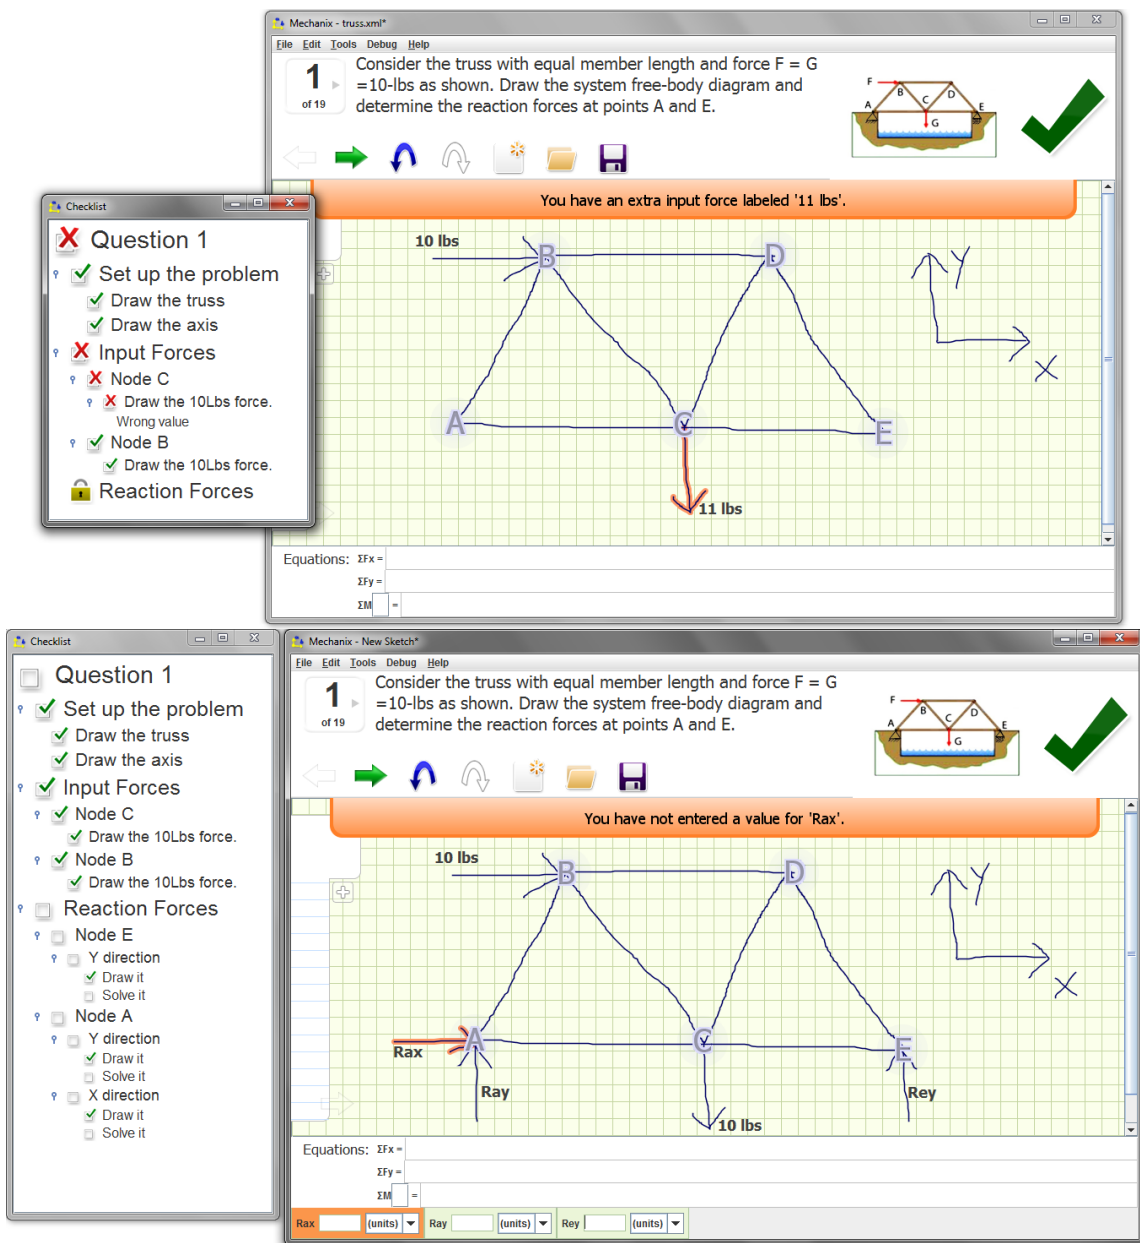 Mechanix - truss.xml*
File Edit Tools Debug Help
1
of 19
Consider the truss with equal member length and force F = G
=10-lbs as shown. Draw the system free-body diagram and
determine the reaction forces at points A and E.
F
B
D
A
C
E
G
You have an extra input force labeled '11 lbs'.
Checklist
Question 1
Set up the problem
Draw the truss
Draw the axis
Input Forces
Node C
Draw the 10Lbs force.
Wrong value
Node B
Draw the 10Lbs force.
Reaction Forces
10 lbs
B
D
Y
X
A
C
E
11 lbs
Equations: ΣFx =
ΣFy =
ΣM =
Checklist
Question 1
Set up the problem
Draw the truss
Draw the axis
Input Forces
Node C
Draw the 10Lbs force.
Node B
Draw the 10Lbs force.
Reaction Forces
Node E
Y direction
Draw it
Solve it
Node A
Y direction
Draw it
Solve it
X direction
Draw it
Solve it
Mechanix - New Sketch*
File Edit Tools Debug Help
1
of 19
Consider the truss with equal member length and force F = G
=10-lbs as shown. Draw the system free-body diagram and
determine the reaction forces at points A and E.
F
B
D
A
C
E
G
You have not entered a value for 'Rax'.
10 lbs
B
D
Y
X
A
C
E
Rax
Ray
Rey
10 lbs
Equations: ΣFx =
ΣFy =
ΣM =
Rax (units) Ray (units) Rey (units)